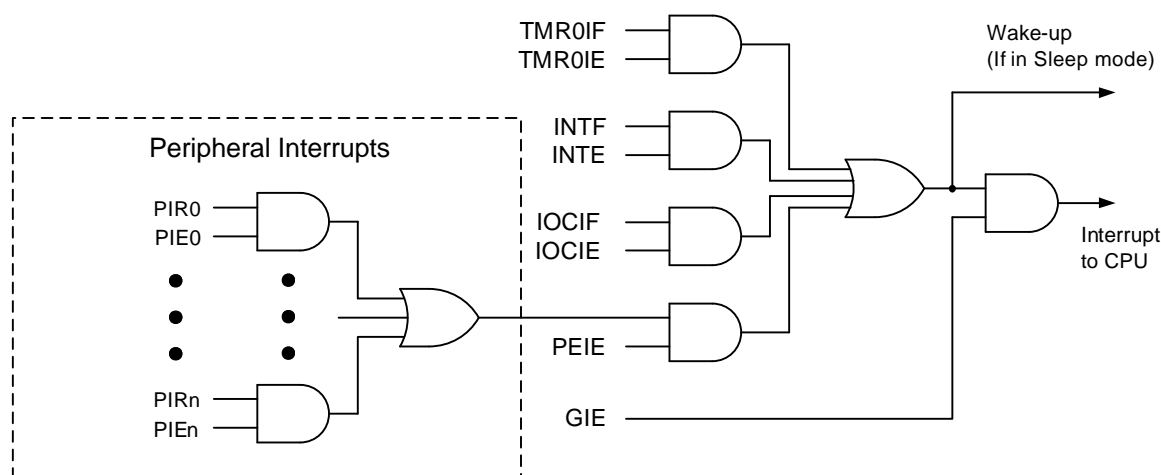 TMR0IF
TMR0IE
Wake-up
(If in Sleep mode)
INTF
INTE
Peripheral Interrupts
PIR0
PIE0
IOCIF
IOCIE
Interrupt
to CPU
PEIE
PIRn
PIEn
GIE